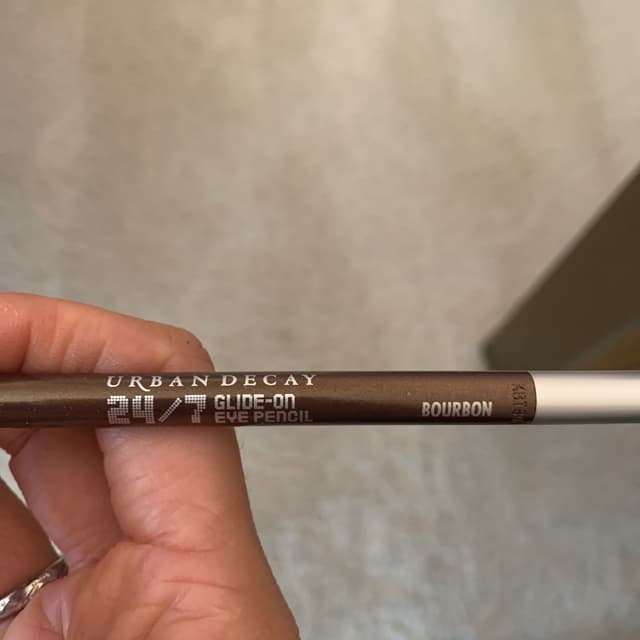 URBAN DECAY
24/7 GLIDE-ON
EYE PENCIL
BOURBON